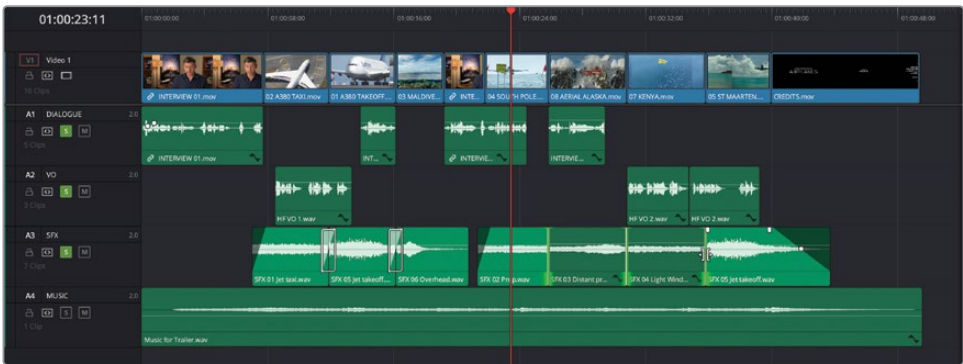 01:00:23:11
01:00:00:00 01:00:08:00 01:00:16:00 01:00:24:00 01:00:32:00 01:00:40:00 01:00:48:00
V1 Video 1
10 Clips
INTERVIEW 01.mov 02 A380 TAXI.mov 01 A380 TAKEOFF... 03 MALDIVE... INTE... 04 SOUTH POLE... 08 AERIAL ALASKA.mov 07 KENYA.mov 05 ST MAARTEN... CREDITS.mov
A1 DIALOGUE 2.0
S M
5 Clips
INTERVIEW 01.mov INT... INTERVIE... INTERVIE...
A2 VO 2.0
S M
3 Clips
HF VO 1.wav HF VO 2.wav HF VO 2.wav
A3 SFX 2.0
S M
7 Clips
SFX 01 Jet taxi.wav SFX 05 Jet takeoff... SFX 06 Overhead.wav SFX 02 Prop.wav SFX 03 Distant pr... SFX 04 Light Wind... SFX 05 Jet takeoff.wav
A4 MUSIC 2.0
S M
1 Clip
Music for Trailer.wav